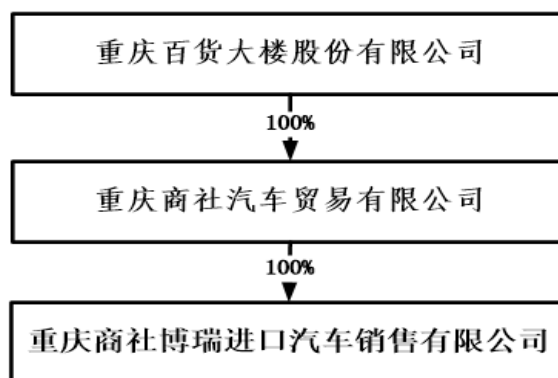 重庆百货大楼股份有限公司
100%
重庆商社汽车贸易有限公司
100%
重庆商社博瑞进口汽车销售有限公司